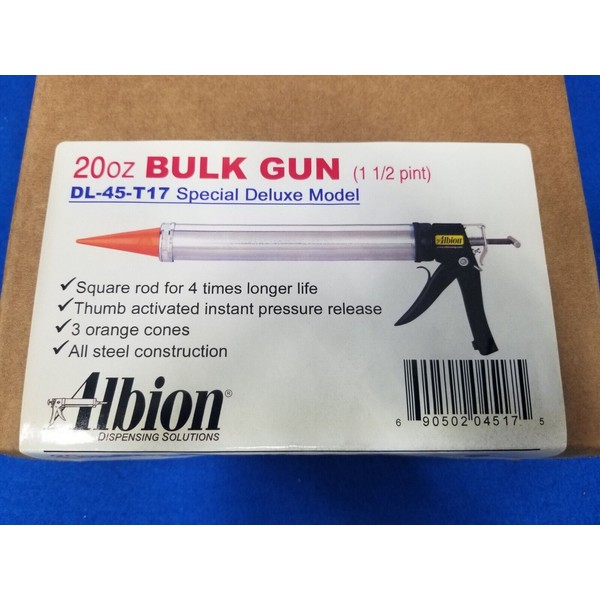 20oz BULK GUN (1 1/2 pint)
DL-45-T17 Special Deluxe Model
Albion
✓Square rod for 4 times longer life
✓Thumb activated instant pressure release
✓3 orange cones
✓All steel construction
Albion®
DISPENSING SOLUTIONS
6 90502 04517 5